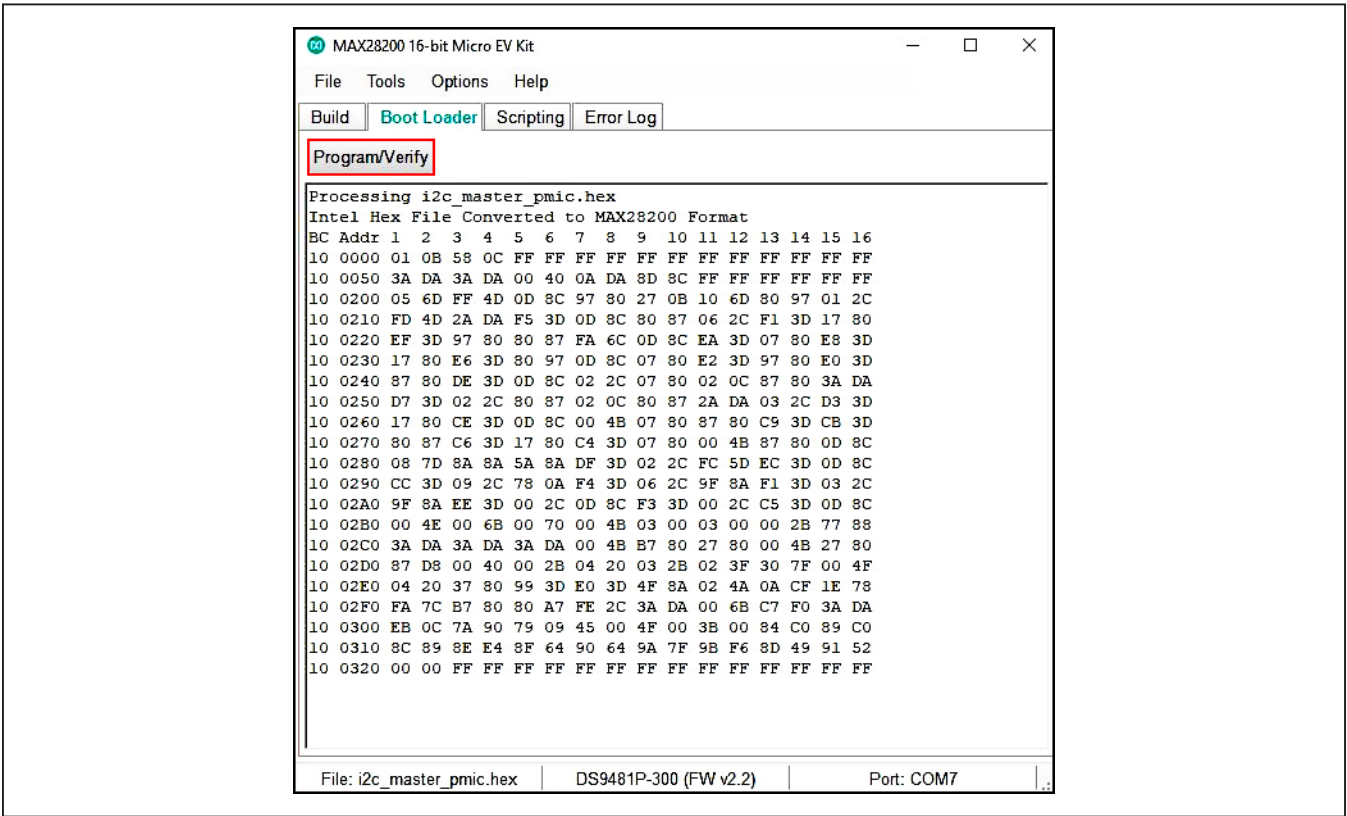 MAX28200 16-bit Micro EV Kit
File Tools Options Help
Build Boot Loader Scripting Error Log
Program/Verify
Processing i2c_master_pmic.hex
Intel Hex File Converted to MAX28200 Format
BC Addr 1 2 3 4 5 6 7 8 9 10 11 12 13 14 15 16
10 0000 01 0B 58 0C FF FF FF FF FF FF FF FF FF FF FF FF
10 0050 3A DA 3A DA 00 40 0A DA 8D 8C FF FF FF FF FF FF
10 0200 05 6D FF 4D 0D 8C 97 80 27 0B 10 6D 80 97 01 2C
10 0210 FD 4D 2A DA F5 3D 0D 8C 80 87 06 2C F1 3D 17 80
10 0220 EF 3D 97 80 80 87 FA 6C 0D 8C EA 3D 07 80 E8 3D
10 0230 17 80 E6 3D 80 97 0D 8C 07 80 E2 3D 97 80 E0 3D
10 0240 87 80 DE 3D 0D 8C 02 2C 07 80 02 0C 87 80 3A DA
10 0250 D7 3D 02 2C 80 87 02 0C 80 87 2A DA 03 2C D3 3D
10 0260 17 80 CE 3D 0D 8C 00 4B 07 80 87 80 C9 3D CB 3D
10 0270 80 87 C6 3D 17 80 C4 3D 07 80 00 4B 87 80 0D 8C
10 0280 08 7D 8A 8A 5A 8A DF 3D 02 2C FC 5D EC 3D 0D 8C
10 0290 CC 3D 09 2C 78 0A F4 3D 06 2C 9F 8A F1 3D 03 2C
10 02A0 9F 8A EE 3D 00 2C 0D 8C F3 3D 00 2C C5 3D 0D 8C
10 02B0 00 4E 00 6B 00 70 00 4B 03 00 03 00 00 2B 77 88
10 02C0 3A DA 3A DA 3A DA 00 4B B7 80 27 80 00 4B 27 80
10 02D0 87 D8 00 40 00 2B 04 20 03 2B 02 3F 30 7F 00 4F
10 02E0 04 20 37 80 99 3D E0 3D 4F 8A 02 4A 0A CF 1E 78
10 02F0 FA 7C B7 80 80 A7 FE 2C 3A DA 00 6B C7 F0 3A DA
10 0300 EB 0C 7A 90 79 09 45 00 4F 00 3B 00 84 C0 89 C0
10 0310 8C 89 8E E4 8F 64 90 64 9A 7F 9B F6 8D 49 91 52
10 0320 00 00 FF FF FF FF FF FF FF FF FF FF FF FF FF FF
File: i2c_master_pmic.hex DS9481P-300 (FW v2.2) Port: COM7